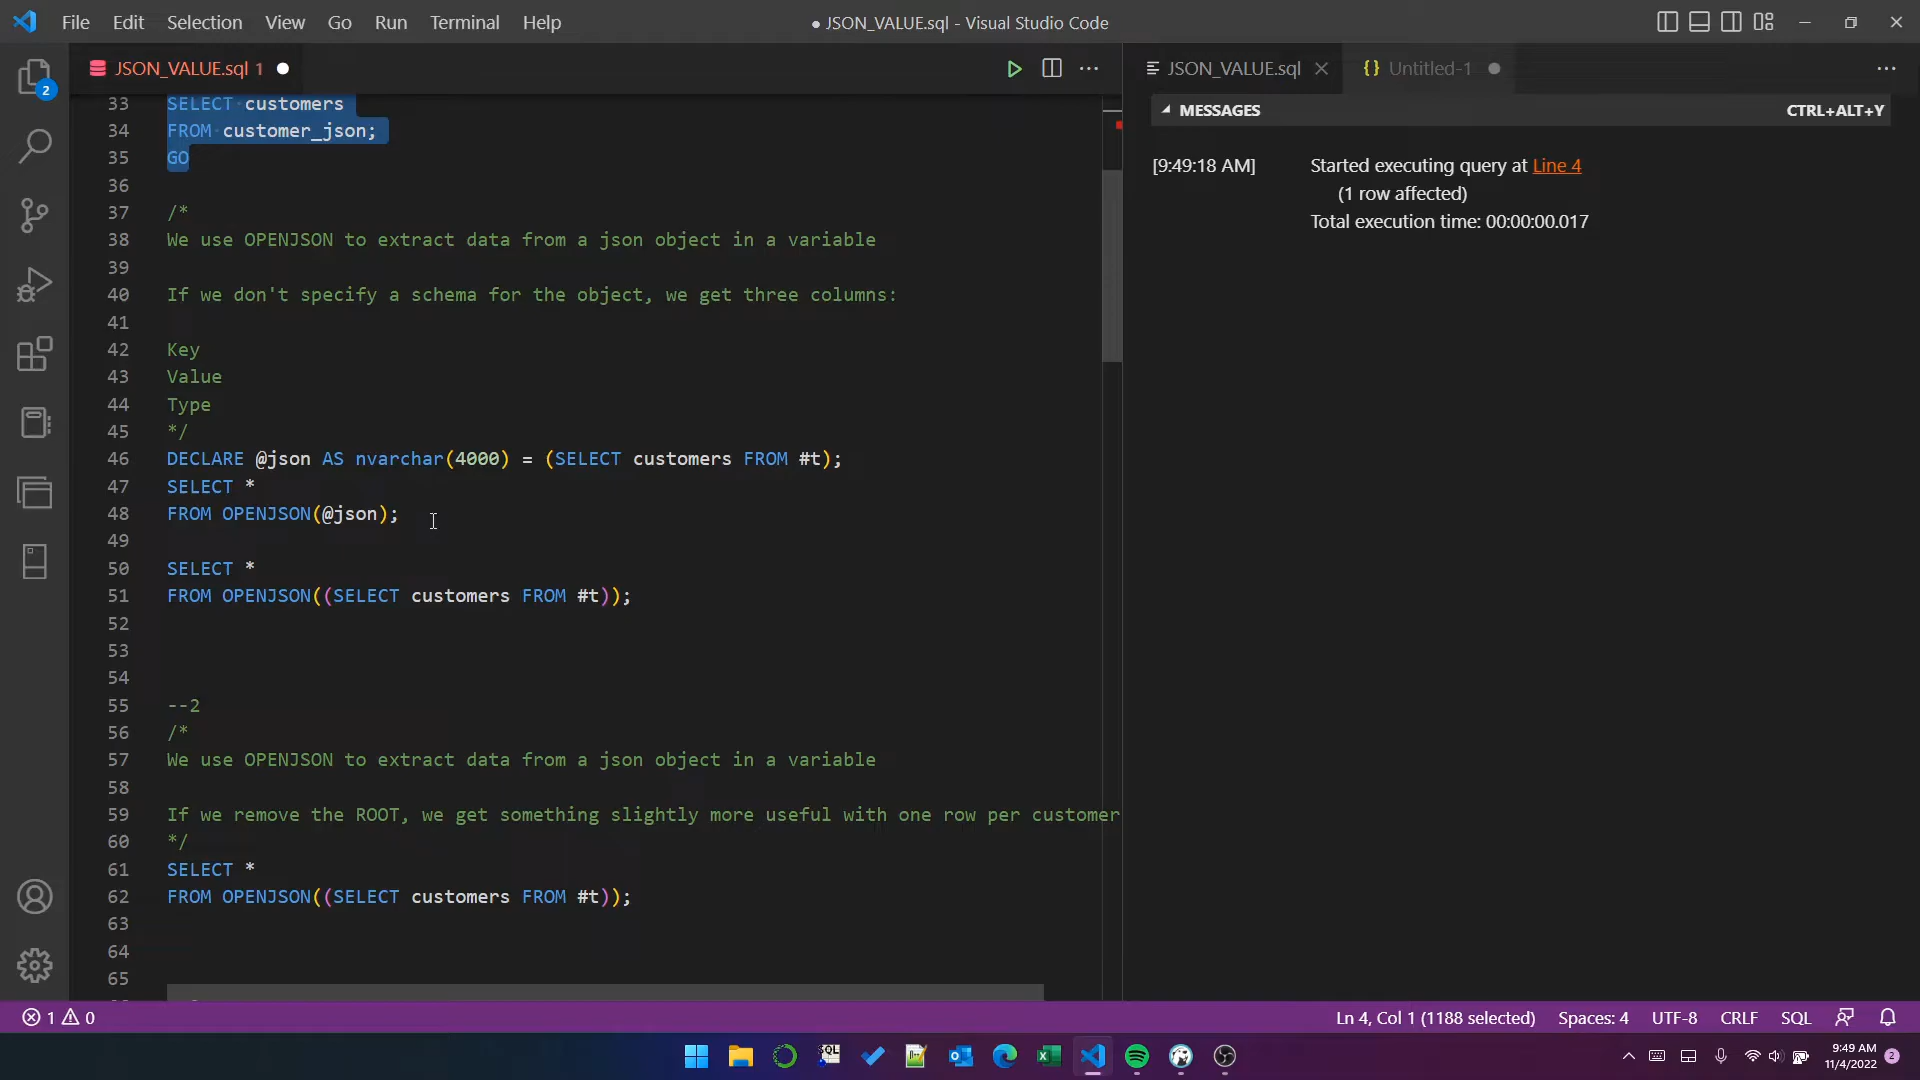 File Edit Selection View Go Run Terminal Help
● JSON_VALUE.sql - Visual Studio Code
JSON_VALUE.sql 1 ●
33 SELECT customers
34 FROM customer_json;
35 GO
36
37 /*
38 We use OPENJSON to extract data from a json object in a variable
39
40 If we don't specify a schema for the object, we get three columns:
41
42 Key
43 Value
44 Type
45 */
46 DECLARE @json AS nvarchar(4000) = (SELECT customers FROM #t);
47 SELECT *
48 FROM OPENJSON(@json);
49
50 SELECT *
51 FROM OPENJSON((SELECT customers FROM #t));
52
53
54
55 --2
56 /*
57 We use OPENJSON to extract data from a json object in a variable
58
59 If we remove the ROOT, we get something slightly more useful with one row per customer
60 */
61 SELECT *
62 FROM OPENJSON((SELECT customers FROM #t));
63
64
65
JSON_VALUE.sql
{} Untitled-1 ●
MESSAGES CTRL+ALT+Y
[9:49:18 AM] Started executing query at Line 4
(1 row affected)
Total execution time: 00:00:00.017
2
1 0
Ln 4, Col 1 (1188 selected) Spaces: 4 UTF-8 CRLF SQL
SQL
9:49 AM
11/4/2022
2